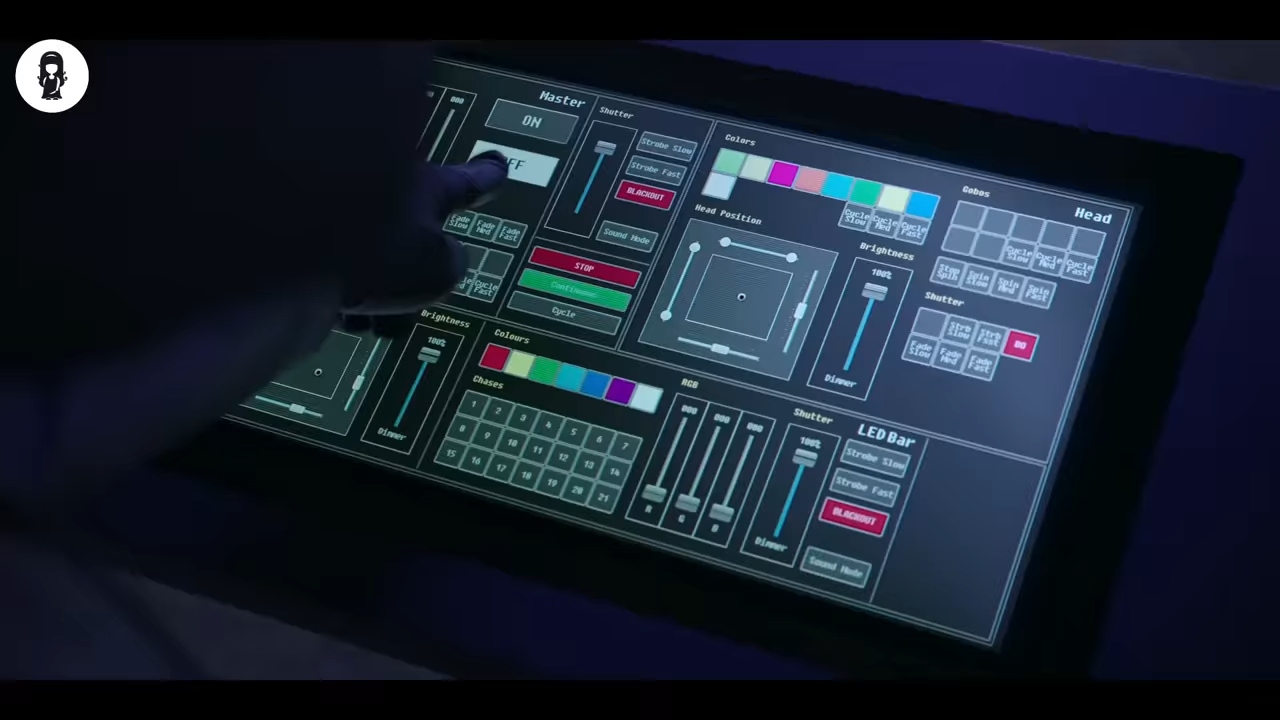 000
Master
ON
Shutter
Strobe Slow
Strobe Fast
BLACKOUT
Sound Mode
Fade Slow
Fade Med
Fade Fast
Cycle Fast
STOP
Continuous
Cycle
Colors
Cycle Slow
Cycle Med
Cycle Fast
Head Position
Brightness
100%
Dimmer
Gobos
Head
Cycle Slow
Cycle Med
Cycle Fast
Stop Spin
Spin Slow
Spin Med
Spin Fast
Shutter
Strb Slow
Strb Fast
BO
Fade Slow
Fade Med
Fade Fast
Brightness
100%
Dimmer
Colours
Chases
1 2 3 4 5 6 7
8 9 10 11 12 13 14
15 16 17 18 19 20 21
RGB
000 000 000
R G B
Shutter
100%
Dimmer
LED Bar
Strobe Slow
Strobe Fast
BLACKOUT
Sound Mode